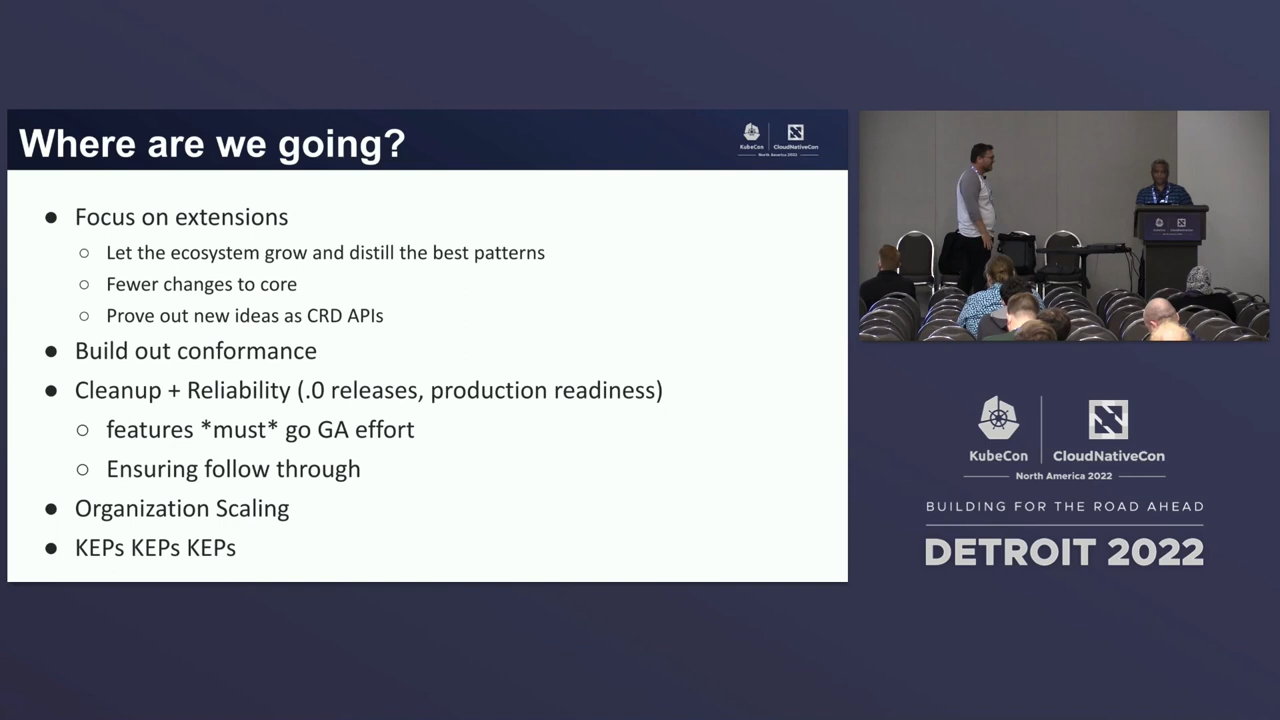 Where are we going?
KubeCon
CloudNativeCon
North America 2022
● Focus on extensions
○ Let the ecosystem grow and distill the best patterns
○ Fewer changes to core
○ Prove out new ideas as CRD APIs
● Build out conformance
● Cleanup + Reliability (.0 releases, production readiness)
○ features *must* go GA effort
○ Ensuring follow through
● Organization Scaling
● KEPs KEPs KEPs
KubeCon
CloudNativeCon
North America 2022
BUILDING FOR THE ROAD AHEAD
DETROIT 2022